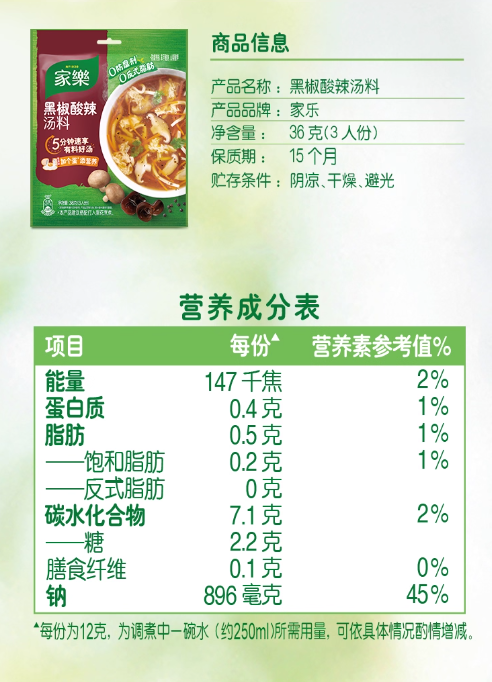 商品信息
家樂
0防腐剂
0反式脂肪
黑椒酸辣
汤料
5分钟速享
有料好汤
加个蛋 添营养
产品名称：黑椒酸辣汤料
产品品牌：家乐
净含量：36克(3人份)
保质期：15个月
贮存条件：阴凉、干燥、避光
营养成分表
项目 每份▲ 营养素参考值%
能量 147千焦 2%
蛋白质 0.4克 1%
脂肪 0.5克 1%
——饱和脂肪 0.2克 1%
——反式脂肪 0克
碳水化合物 7.1克 2%
——糖 2.2克
膳食纤维 0.1克 0%
钠 896毫克 45%
▲每份为12克，为调煮中一碗水（约250ml)所需用量，可依具体情况酌情增减。